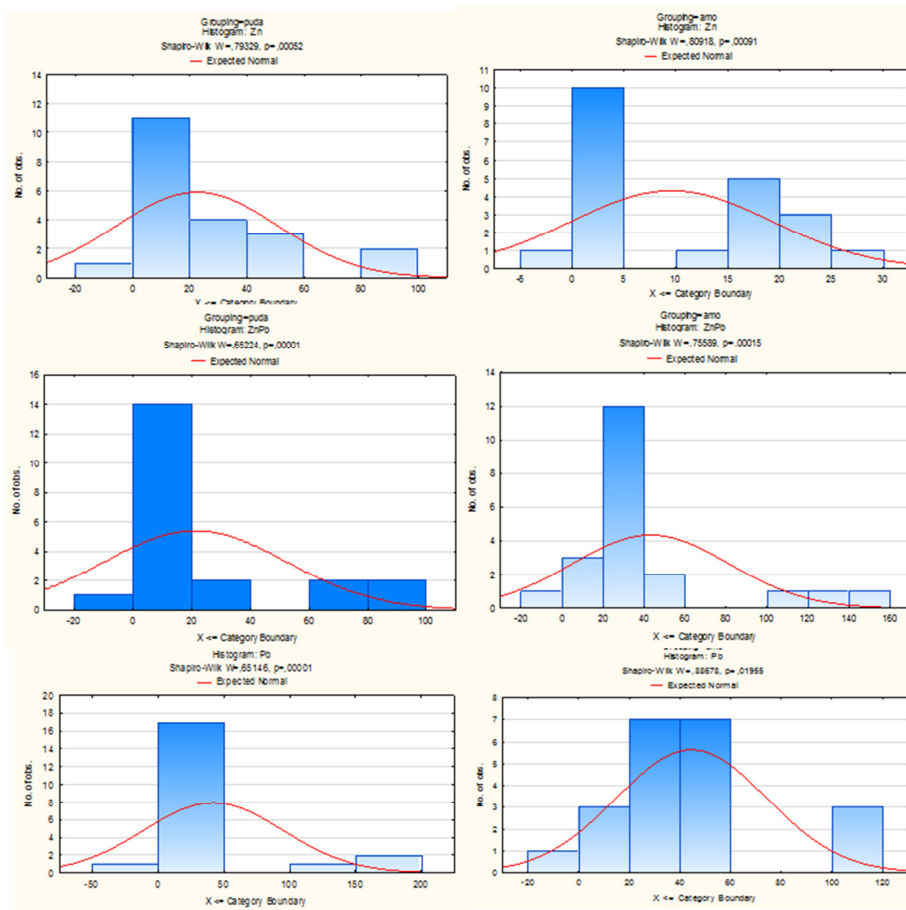 Grouping=puda
Histogram: Zn
Shapiro-Wilk W=,79329, p=,00052
Expected Normal
14
12
10
8
6
4
2
0
No. of obs.
-20 0 20 40 60 80 100
X <= Category Boundary
Grouping=amo
Histogram: Zn
Shapiro-Wilk W=,80918, p=,00091
Expected Normal
11
10
9
8
7
6
5
4
3
2
1
0
No. of obs.
-5 0 5 10 15 20 25 30
X <= Category Boundary
Grouping=puda
Histogram: ZnPb
Shapiro-Wilk W=,65224, p=,00001
Expected Normal
16
14
12
10
8
6
4
2
0
No. of obs.
-20 0 20 40 60 80 100
X <= Category Boundary
Grouping=amo
Histogram: ZnPb
Shapiro-Wilk W=,75589, p=,00015
Expected Normal
14
12
10
8
6
4
2
0
No. of obs.
-20 0 20 40 60 80 100 120 140 160
X <= Category Boundary
Histogram: Pb
Shapiro-Wilk W=,65146, p=,00001
Expected Normal
20
18
16
14
12
10
8
6
4
2
0
No. of obs.
-50 0 50 100 150 200
X <= Category Boundary
Histogram: Pb
Shapiro-Wilk W=,88678, p=,01955
Expected Normal
8
7
6
5
4
3
2
1
0
No. of obs.
-20 0 20 40 60 80 100 120
X <= Category Boundary